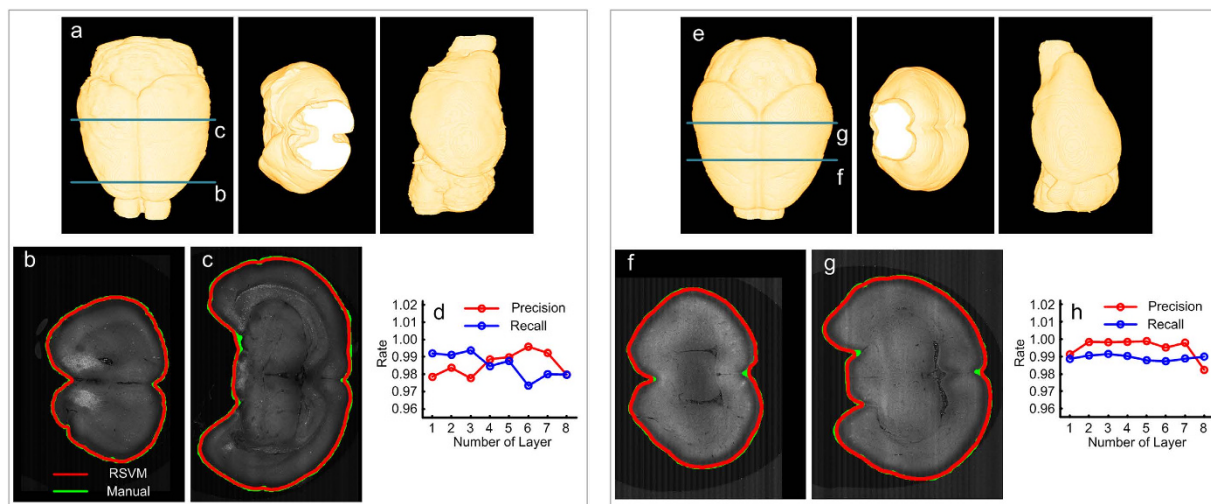 a
c
b
b
c
RSVM
Manual
d
Precision
Recall
1.02
1.01
1.00
0.99
0.98
0.97
0.96
Rate
1 2 3 4 5 6 7 8
Number of Layer
e
g
f
f
g
h
Precision
Recall
1.02
1.01
1.00
0.99
0.98
0.97
0.96
Rate
1 2 3 4 5 6 7 8
Number of Layer